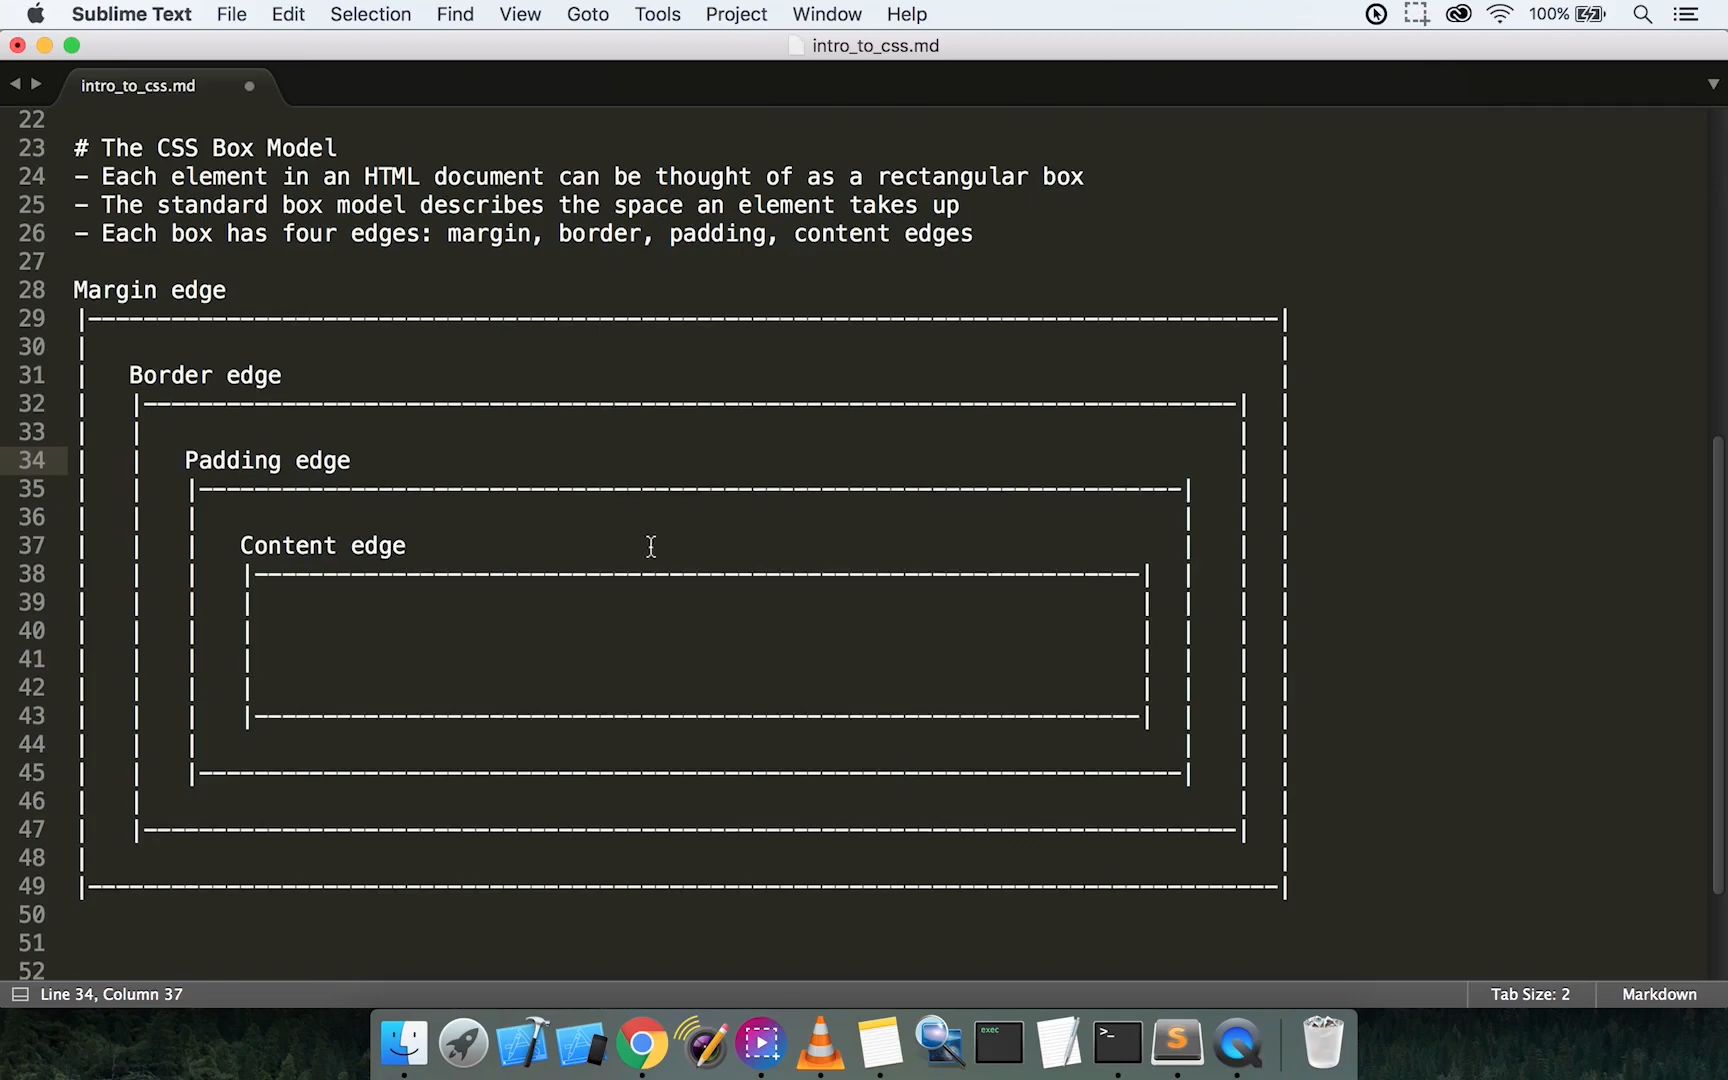 Sublime Text File Edit Selection Find View Goto Tools Project Window Help 100%
intro_to_css.md
intro_to_css.md
22
23 # The CSS Box Model
24 - Each element in an HTML document can be thought of as a rectangular box
25 - The standard box model describes the space an element takes up
26 - Each box has four edges: margin, border, padding, content edges
27
28 Margin edge
29
30
31 Border edge
32
33
34 Padding edge
35
36
37 Content edge
38
39
40
41
42
43
44
45
46
47
48
49
50
51
52
Line 34, Column 37 Tab Size: 2 Markdown
exec